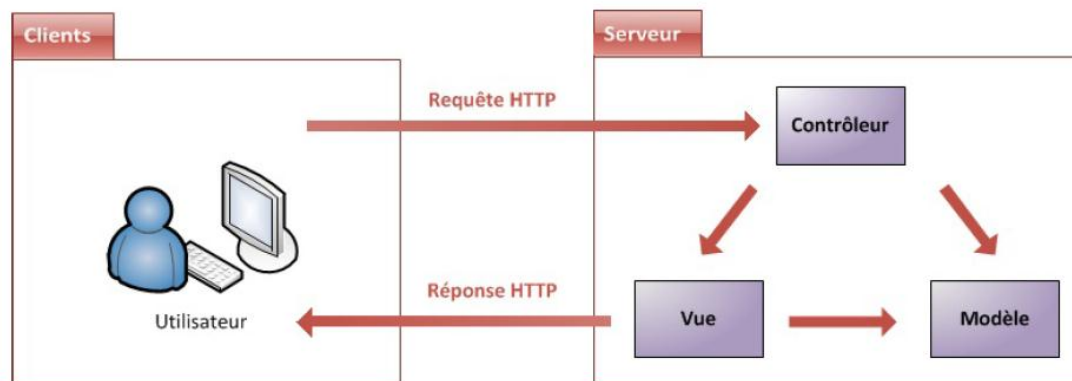 Clients
Serveur
Requête HTTP
Contrôleur
Réponse HTTP
Utilisateur
Vue
Modèle